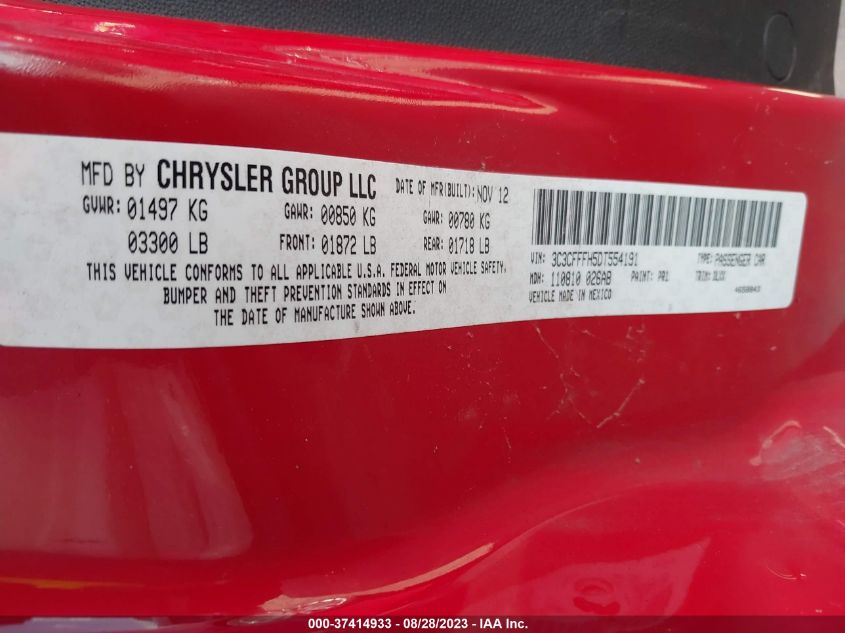 MFD BY CHRYSLER GROUP LLC DATE OF MFR(BUILT): NOV 12
GVWR: 01497 KG GAWR: 00850 KG GAWR: 00780 KG
03300 LB FRONT: 01872 LB REAR: 01718 LB
THIS VEHICLE CONFORMS TO ALL APPLICABLE U.S.A. FEDERAL MOTOR VEHICLE SAFETY,
BUMPER AND THEFT PREVENTION STANDARDS IN EFFECT ON
THE DATE OF MANUFACTURE SHOWN ABOVE.
VIN: 3C3CFFFH5DT554191 TYPE: PASSENGER CAR
MDH: 110810 026AB PAINT: PR1 TRIM:
VEHICLE MADE IN MEXICO
000-37414933 / 08/28/2023 - IAA Inc.